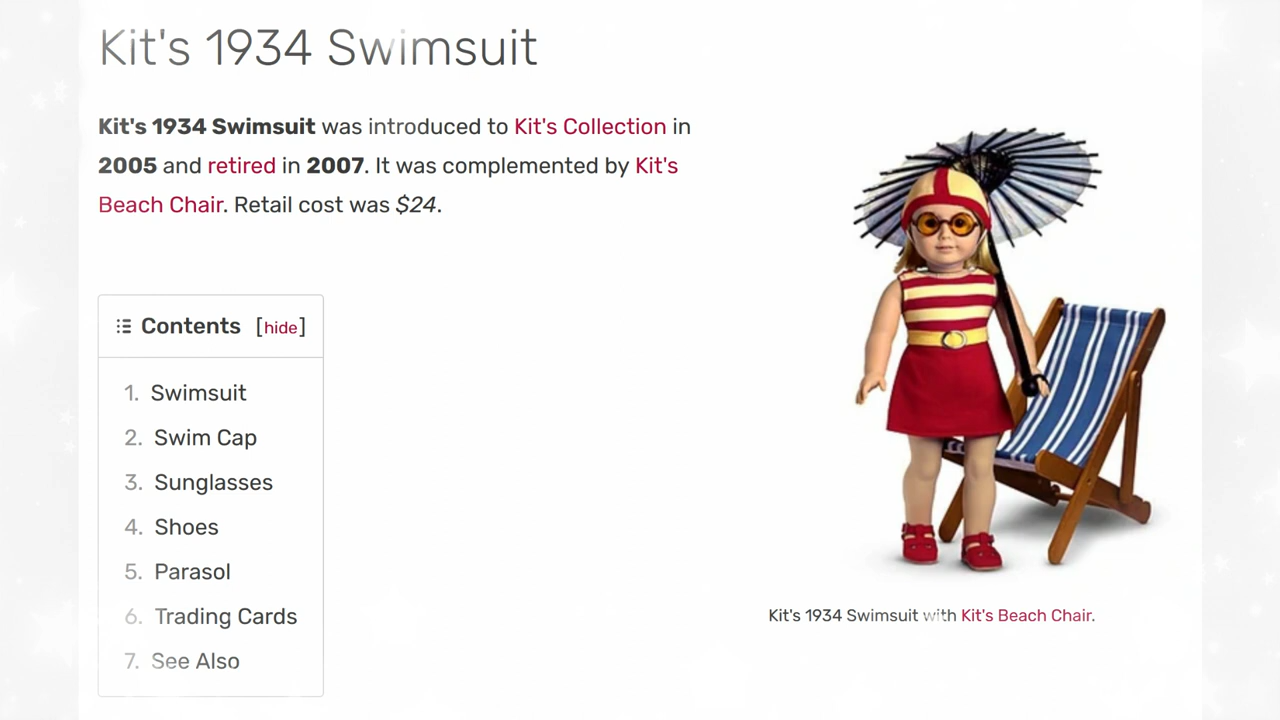 Kit's 1934 Swimsuit
Kit's 1934 Swimsuit was introduced to Kit's Collection in
2005 and retired in 2007. It was complemented by Kit's
Beach Chair. Retail cost was $24.
Contents [hide]
1. Swimsuit
2. Swim Cap
3. Sunglasses
4. Shoes
5. Parasol
6. Trading Cards
7. See Also
Kit's 1934 Swimsuit with Kit's Beach Chair.